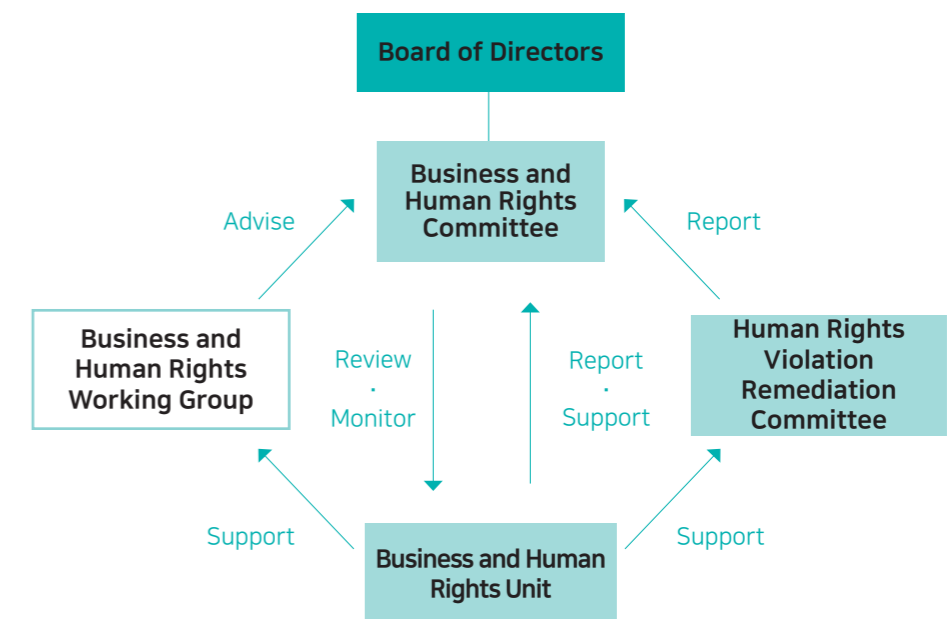 Board of Directors
Business and
Human Rights
Committee
Advise
Report
Business and
Human Rights
Working Group
Review
·
Monitor
Report
·
Support
Human Rights
Violation
Remediation
Committee
Support
Support
Business and Human
Rights Unit